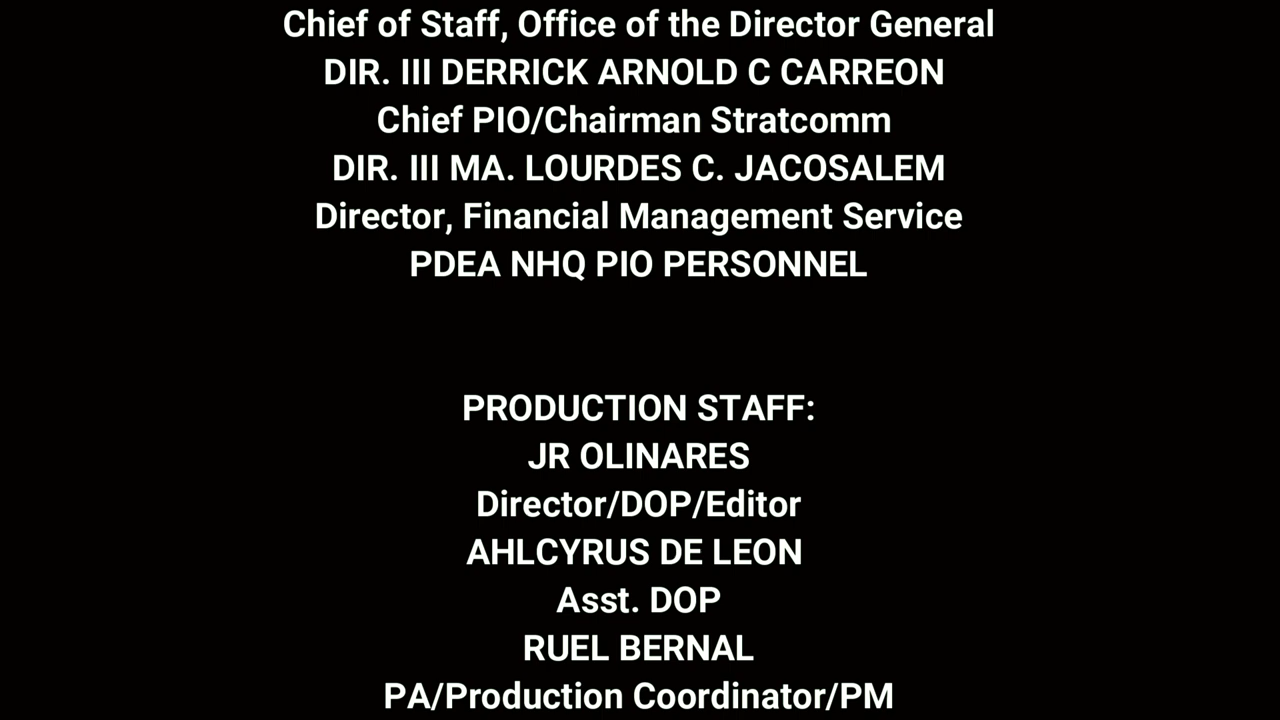 Chief of Staff, Office of the Director General
DIR. III DERRICK ARNOLD C CARREON
Chief PIO/Chairman Stratcomm
DIR. III MA. LOURDES C. JACOSALEM
Director, Financial Management Service
PDEA NHQ PIO PERSONNEL
PRODUCTION STAFF:
JR OLINARES
Director/DOP/Editor
AHLCYRUS DE LEON
Asst. DOP
RUEL BERNAL
PA/Production Coordinator/PM